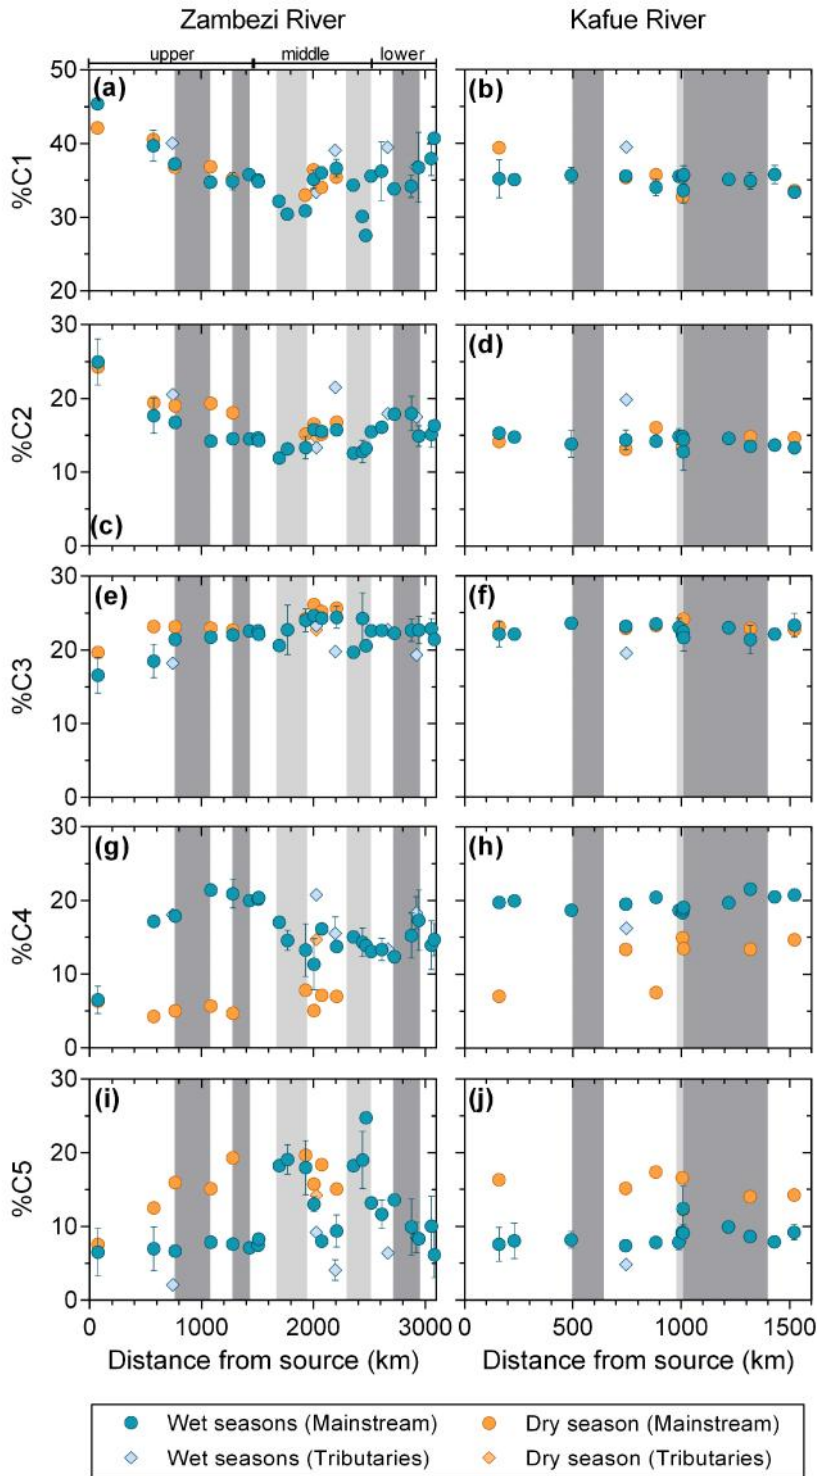 Zambezi River Kafue River
upper middle lower
(a) (b)
%C1
50
40
30
20
(c) (d)
%C2
30
20
10
0
(e) (f)
%C3
30
20
10
0
(g) (h)
%C4
30
20
10
0
(i) (j)
%C5
30
20
10
0
0 1000 2000 3000 0 500 1000 1500
Distance from source (km) Distance from source (km)
Wet seasons (Mainstream) Dry season (Mainstream)
Wet seasons (Tributaries) Dry season (Tributaries)